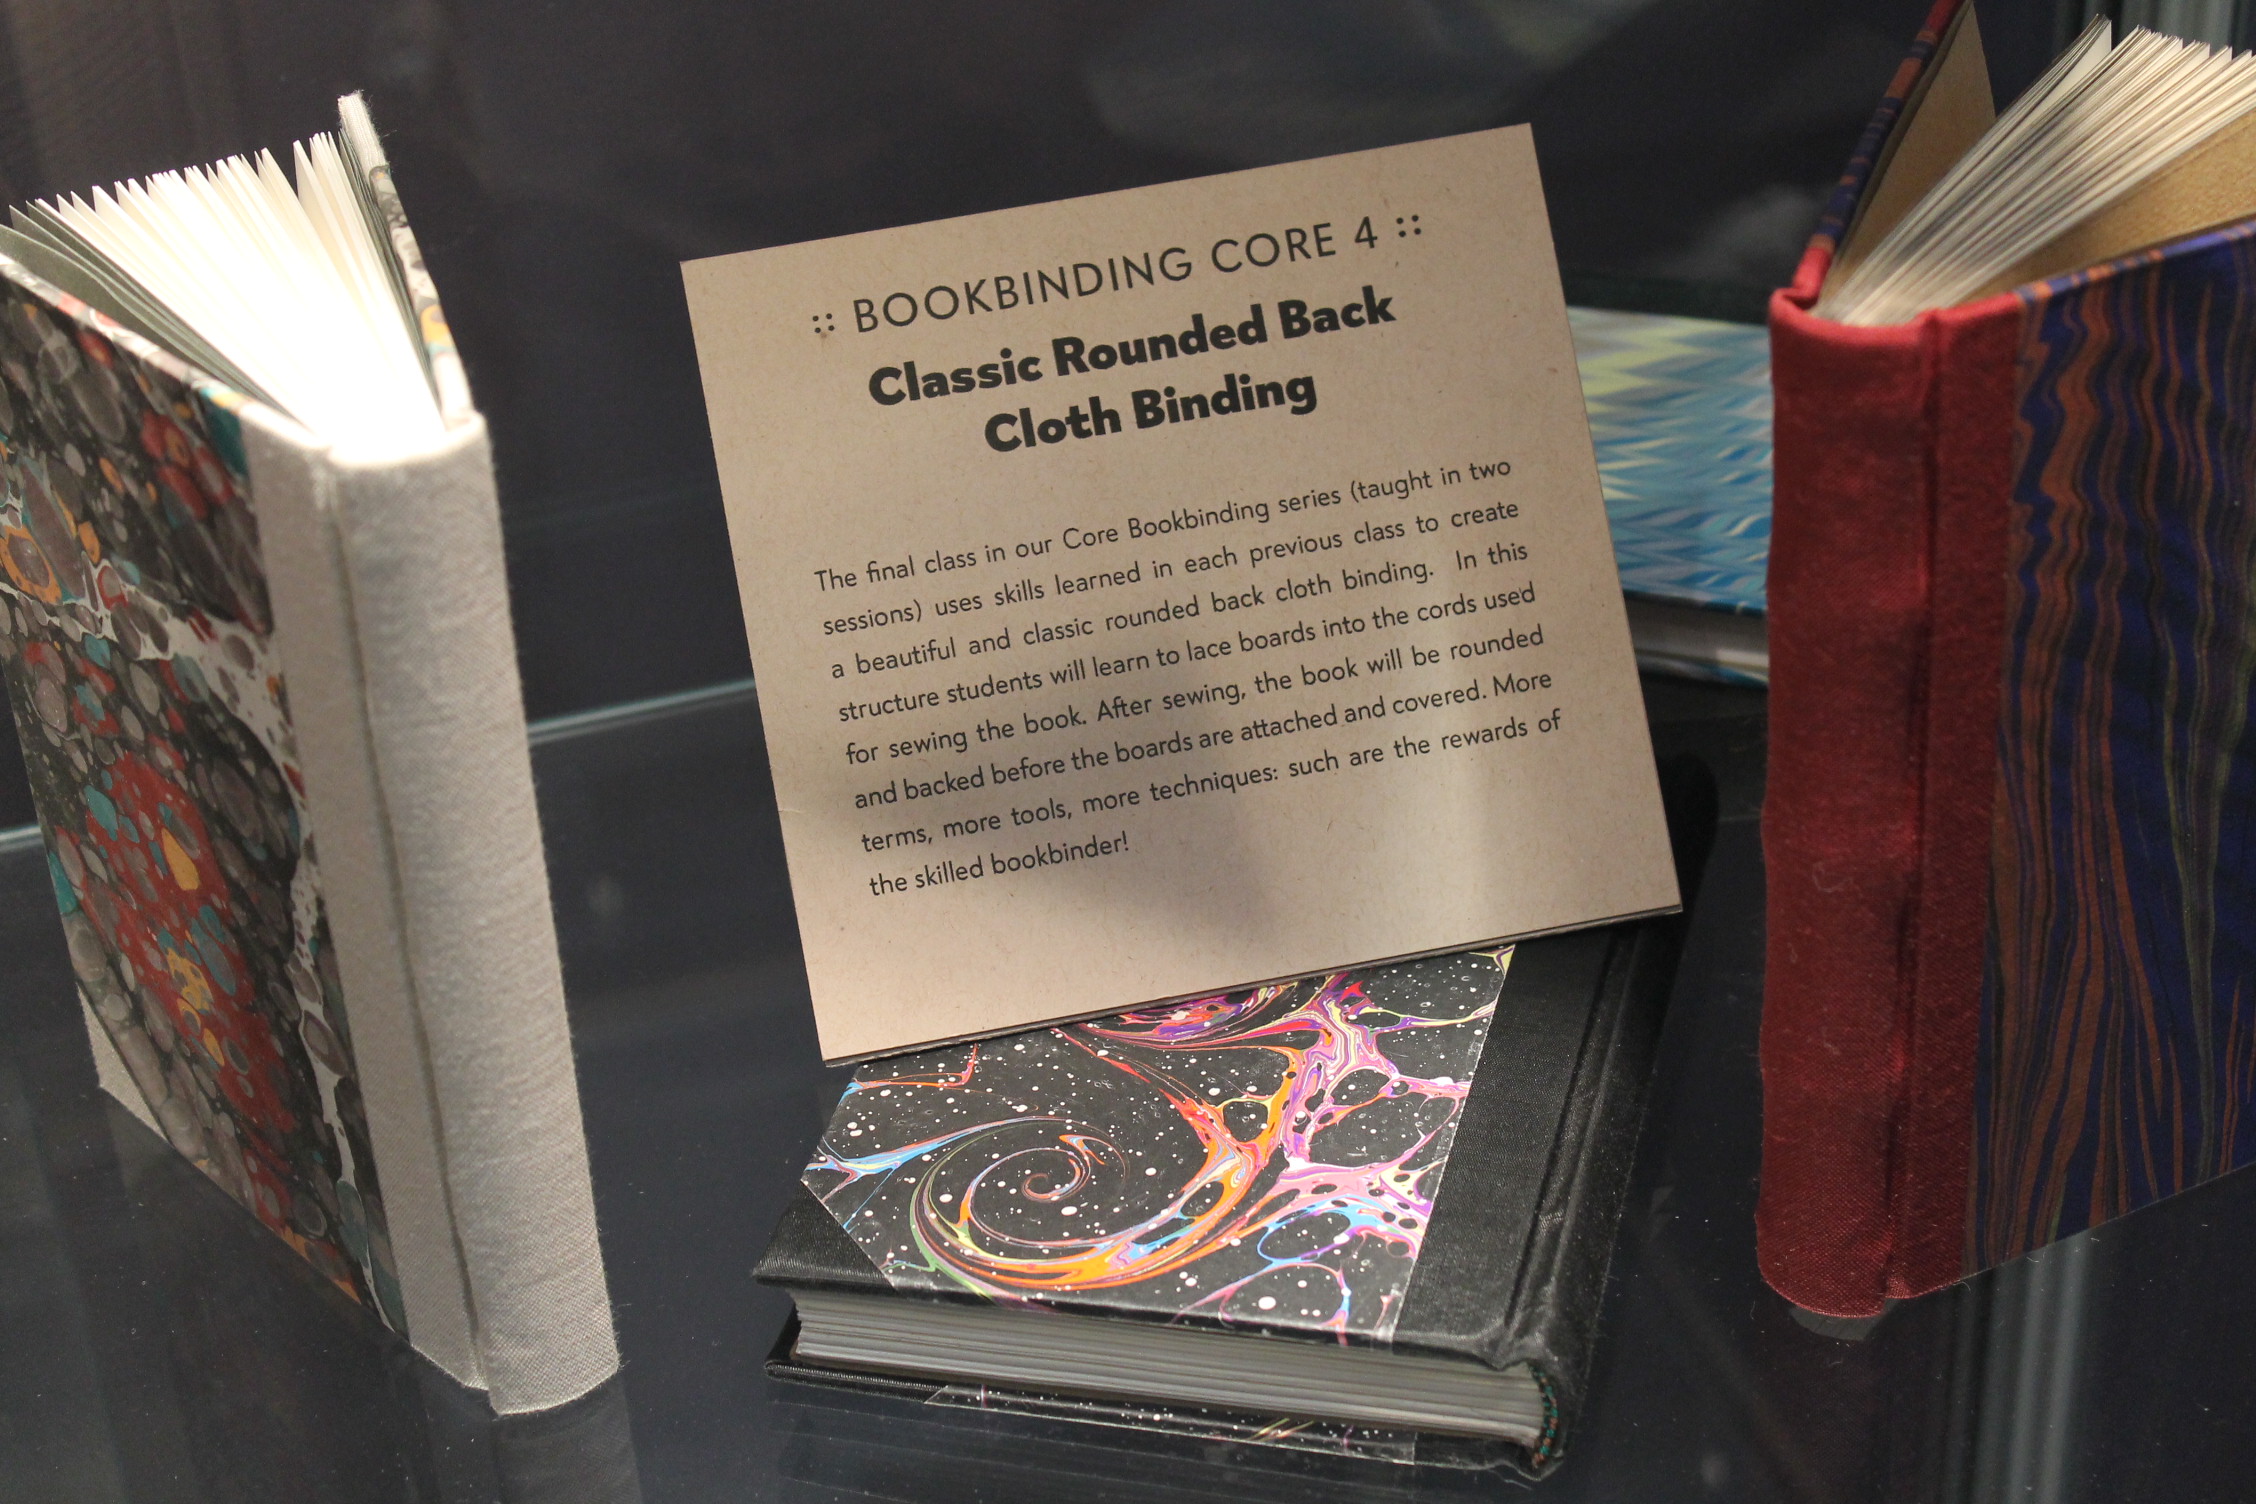 :: BOOKBINDING CORE 4 ::
Classic Rounded Back
Cloth Binding
The final class in our Core Bookbinding series (taught in two
sessions) uses skills learned in each previous class to create
a beautiful and classic rounded back cloth binding. In this
structure students will learn to lace boards into the cords used
for sewing the book. After sewing, the book will be rounded
and backed before the boards are attached and covered. More
terms, more tools, more techniques: such are the rewards of
the skilled bookbinder!